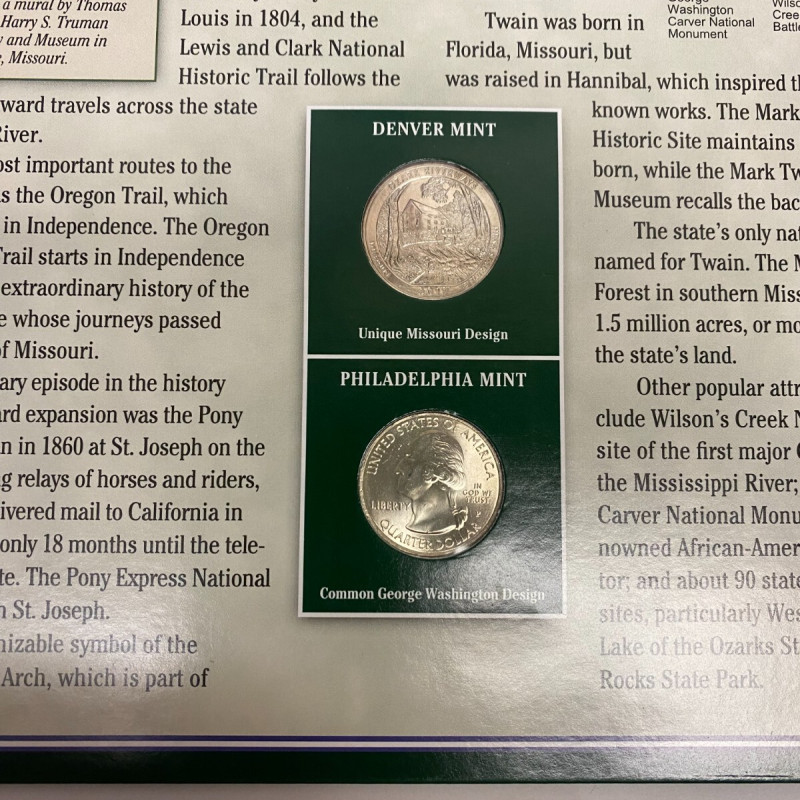 a mural by Thomas
Harry S. Truman
and Museum in
Missouri.
Louis in 1804, and the
Lewis and Clark National
Historic Trail follows the
ward travels across the state
River.
ost important routes to the
s the Oregon Trail, which
in Independence. The Oregon
Trail starts in Independence
extraordinary history of the
e whose journeys passed
of Missouri.
ary episode in the history
ard expansion was the Pony
n in 1860 at St. Joseph on the
g relays of horses and riders,
ivered mail to California in
only 18 months until the tele-
te. The Pony Express National
n St. Joseph.
nizable symbol of the
Arch, which is part of
DENVER MINT
OZARK RIVERWAYS
Unique Missouri Design
PHILADELPHIA MINT
UNITED STATES OF AMERICA
LIBERTY
IN
GOD WE
TRUST
P
QUARTER DOLLAR
Common George Washington Design
George
Washington
Carver National
Monument
Wilso
Cree
Battle
Twain was born in
Florida, Missouri, but
was raised in Hannibal, which inspired th
known works. The Mark
Historic Site maintains
born, while the Mark Tw
Museum recalls the bac
The state's only nat
named for Twain. The M
Forest in southern Miss
1.5 million acres, or mo
the state's land.
Other popular attr
clude Wilson's Creek N
site of the first major C
the Mississippi River;
Carver National Monu
nowned African-Amer
tor; and about 90 state
sites, particularly Wes
Lake of the Ozarks St
Rocks State Park.